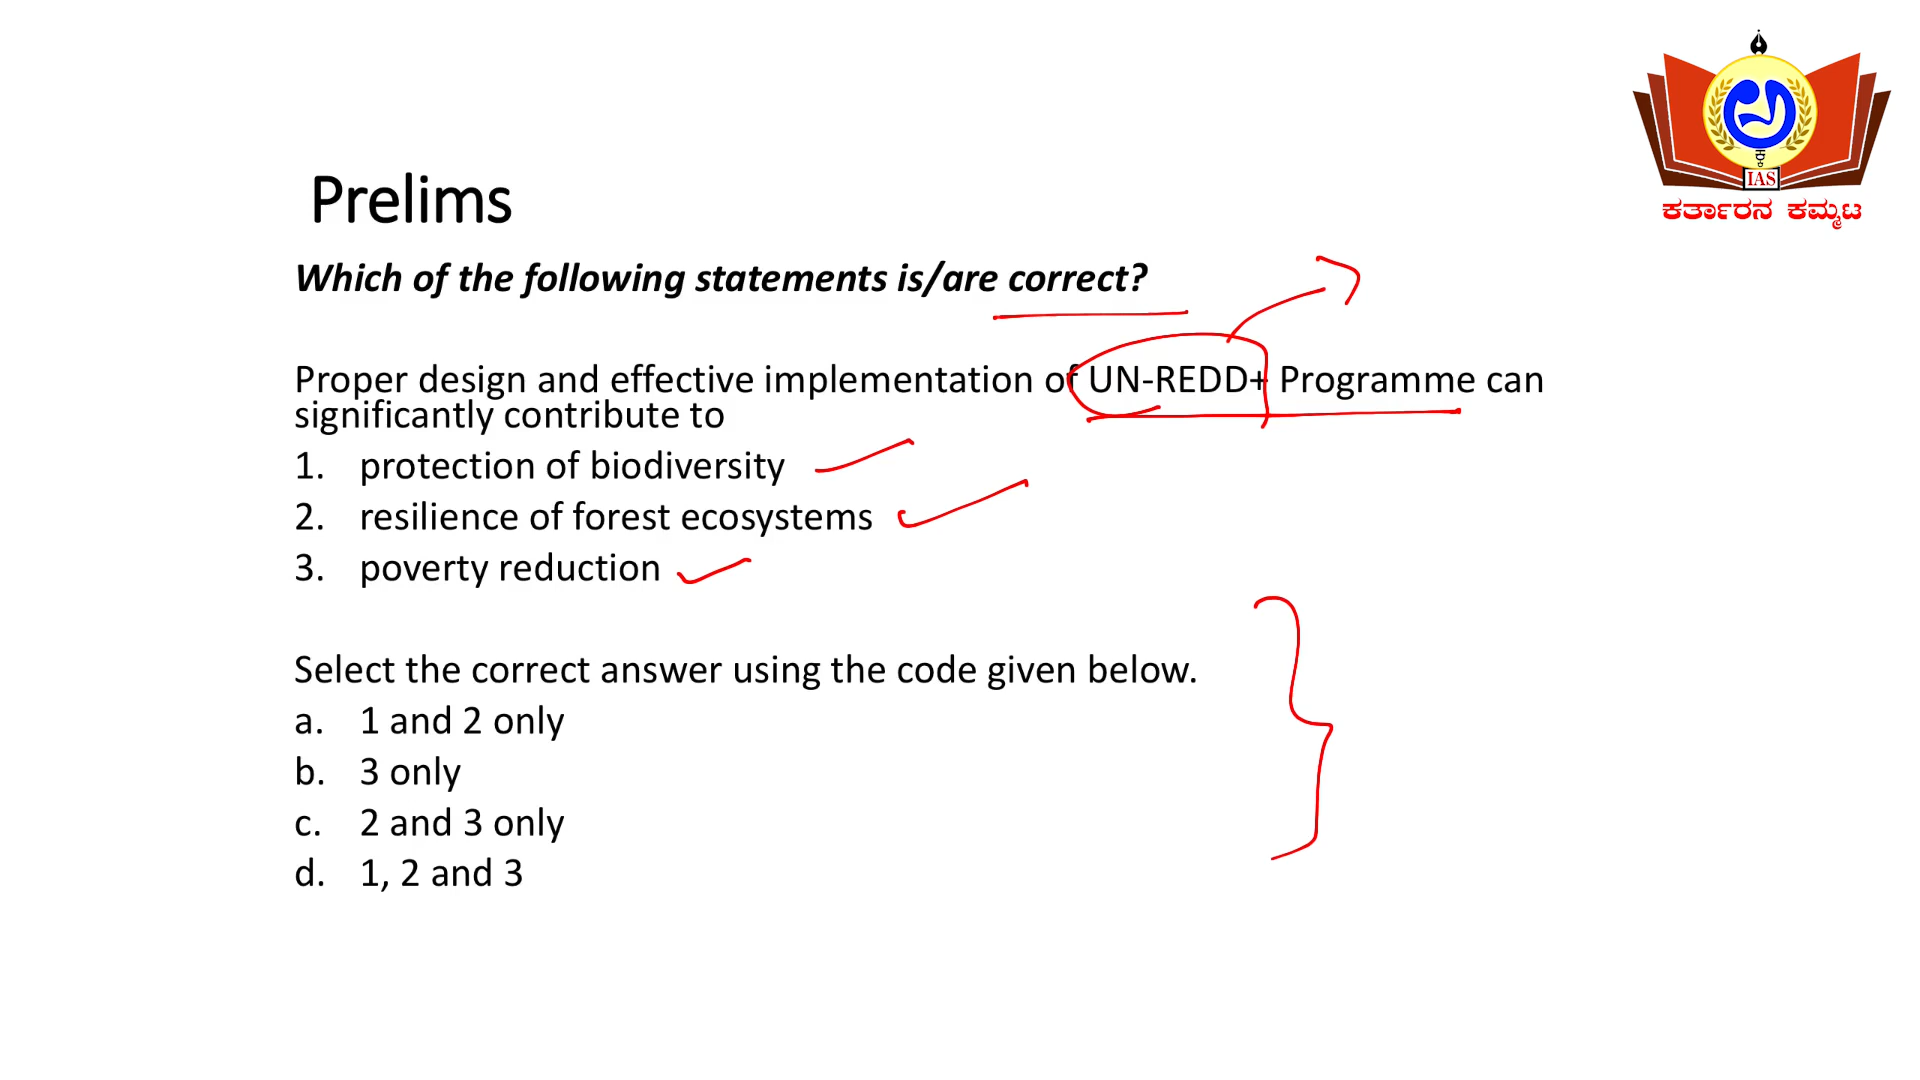 IAS
ಕರ್ತಾರನ ಕಮ್ಮಟ
Prelims
Which of the following statements is/are correct?
Proper design and effective implementation of UN-REDD+ Programme can
significantly contribute to
1. protection of biodiversity
2. resilience of forest ecosystems
3. poverty reduction
Select the correct answer using the code given below.
a. 1 and 2 only
b. 3 only
c. 2 and 3 only
d. 1, 2 and 3